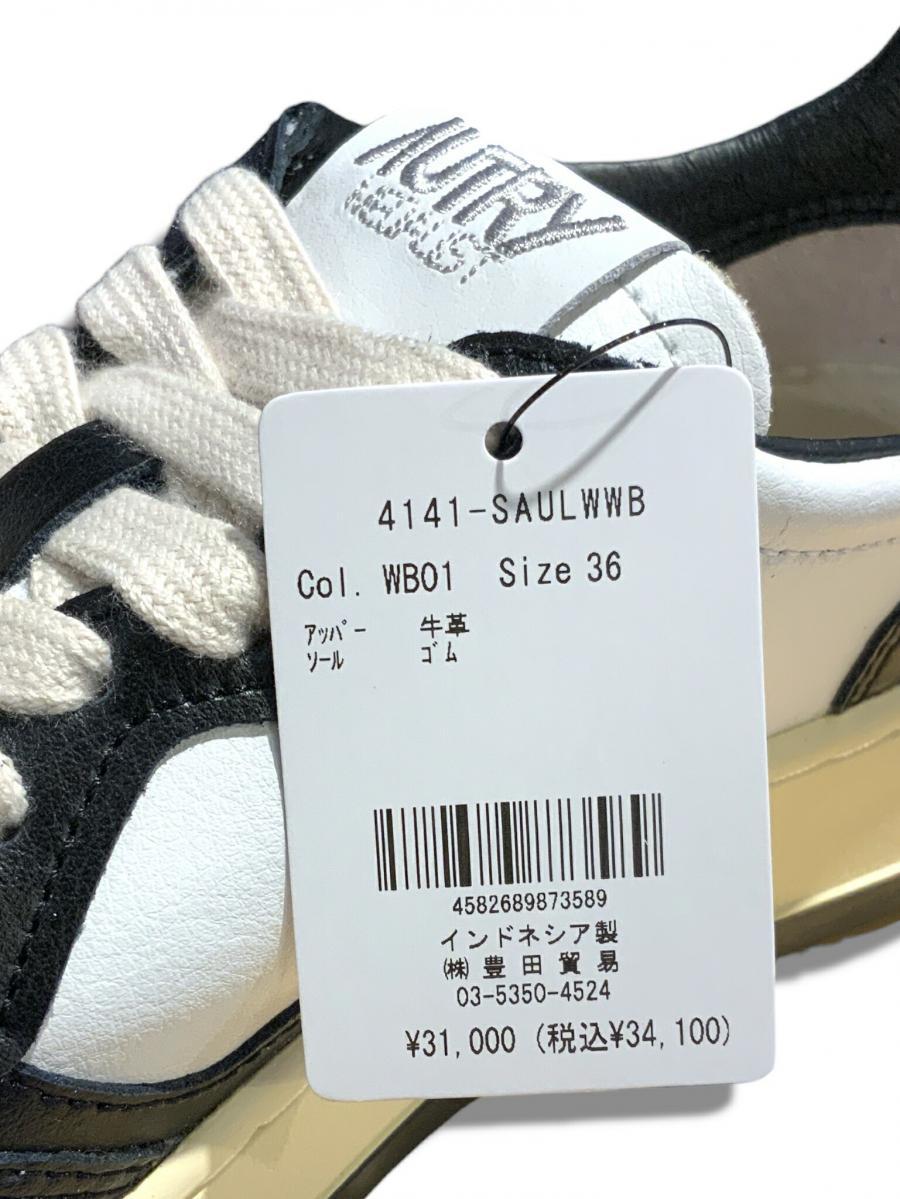 AUTRY
4141-SAULWWB
Col. WB01 Size 36
ｱｯﾊﾟｰ 牛革
ｿｰﾙ ｺﾞﾑ
4582689873589
インドネシア製
㈱ 豊田貿易
03-5350-4524
¥31,000 (税込¥34,100)